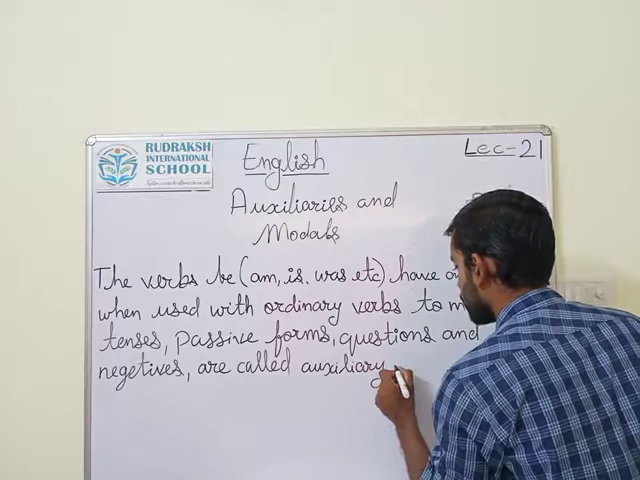 RUDRAKSH
INTERNATIONAL
SCHOOL
English
Lec-21
Auxiliaries and
Modals
The verbs be (am, is, was etc) have
when used with ordinary verbs to
tenses, passive forms, questions and
negetives, are called auxiliary